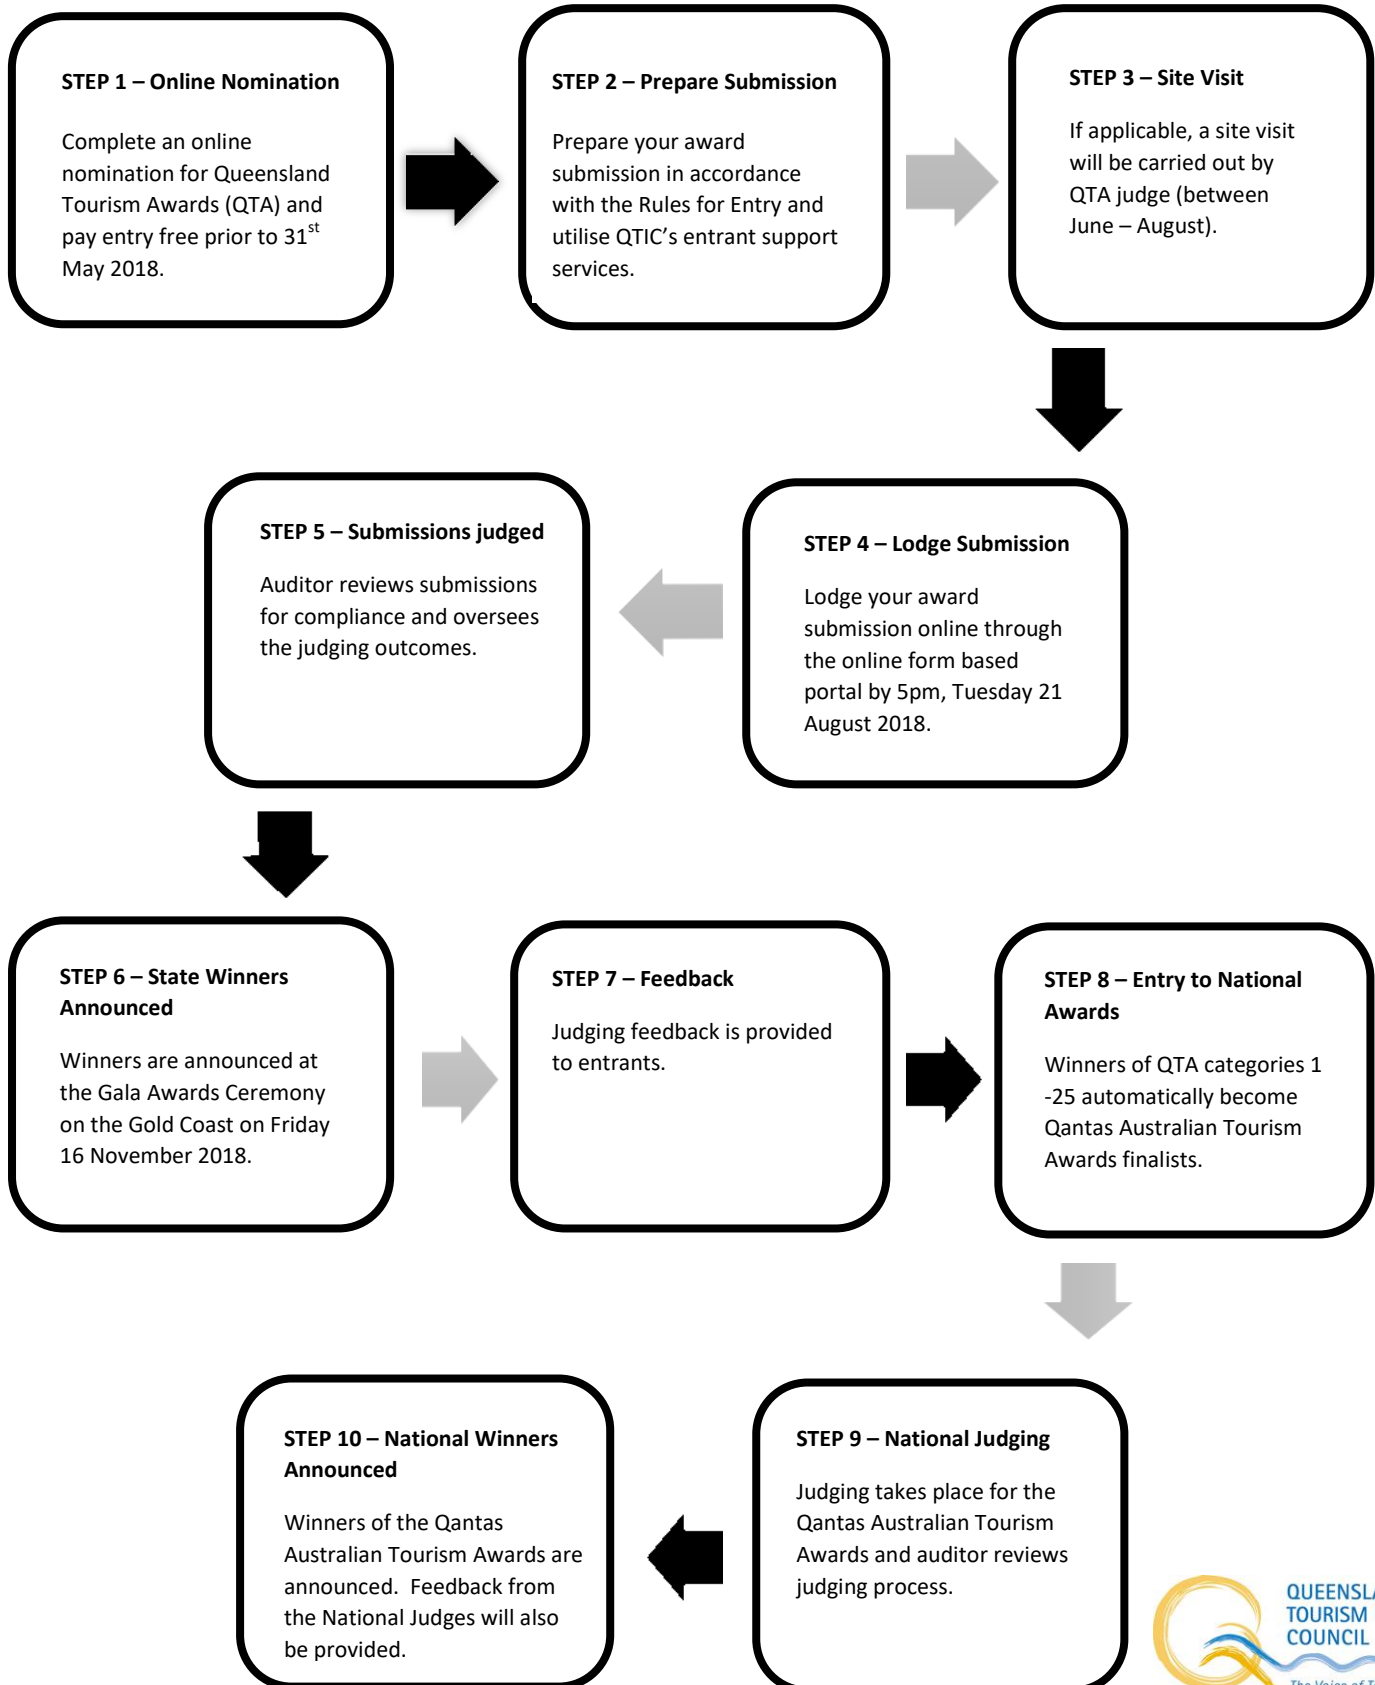 STEP 1 – Online Nomination
Complete an online
nomination for Queensland
Tourism Awards (QTA) and
pay entry free prior to 31st
May 2018.
STEP 2 – Prepare Submission
Prepare your award
submission in accordance
with the Rules for Entry and
utilise QTIC’s entrant support
services.
STEP 3 – Site Visit
If applicable, a site visit
will be carried out by
QTA judge (between
June – August).
STEP 4 – Lodge Submission
Lodge your award
submission online through
the online form based
portal by 5pm, Tuesday 21
August 2018.
STEP 5 – Submissions judged
Auditor reviews submissions
for compliance and oversees
the judging outcomes.
STEP 6 – State Winners
Announced
Winners are announced at
the Gala Awards Ceremony
on the Gold Coast on Friday
16 November 2018.
STEP 7 – Feedback
Judging feedback is provided
to entrants.
STEP 8 – Entry to National
Awards
Winners of QTA categories 1
-25 automatically become
Qantas Australian Tourism
Awards finalists.
STEP 9 – National Judging
Judging takes place for the
Qantas Australian Tourism
Awards and auditor reviews
judging process.
STEP 10 – National Winners
Announced
Winners of the Qantas
Australian Tourism Awards are
announced.  Feedback from
the National Judges will also
be provided.
TOURISM
COUNCIL
The Voice of